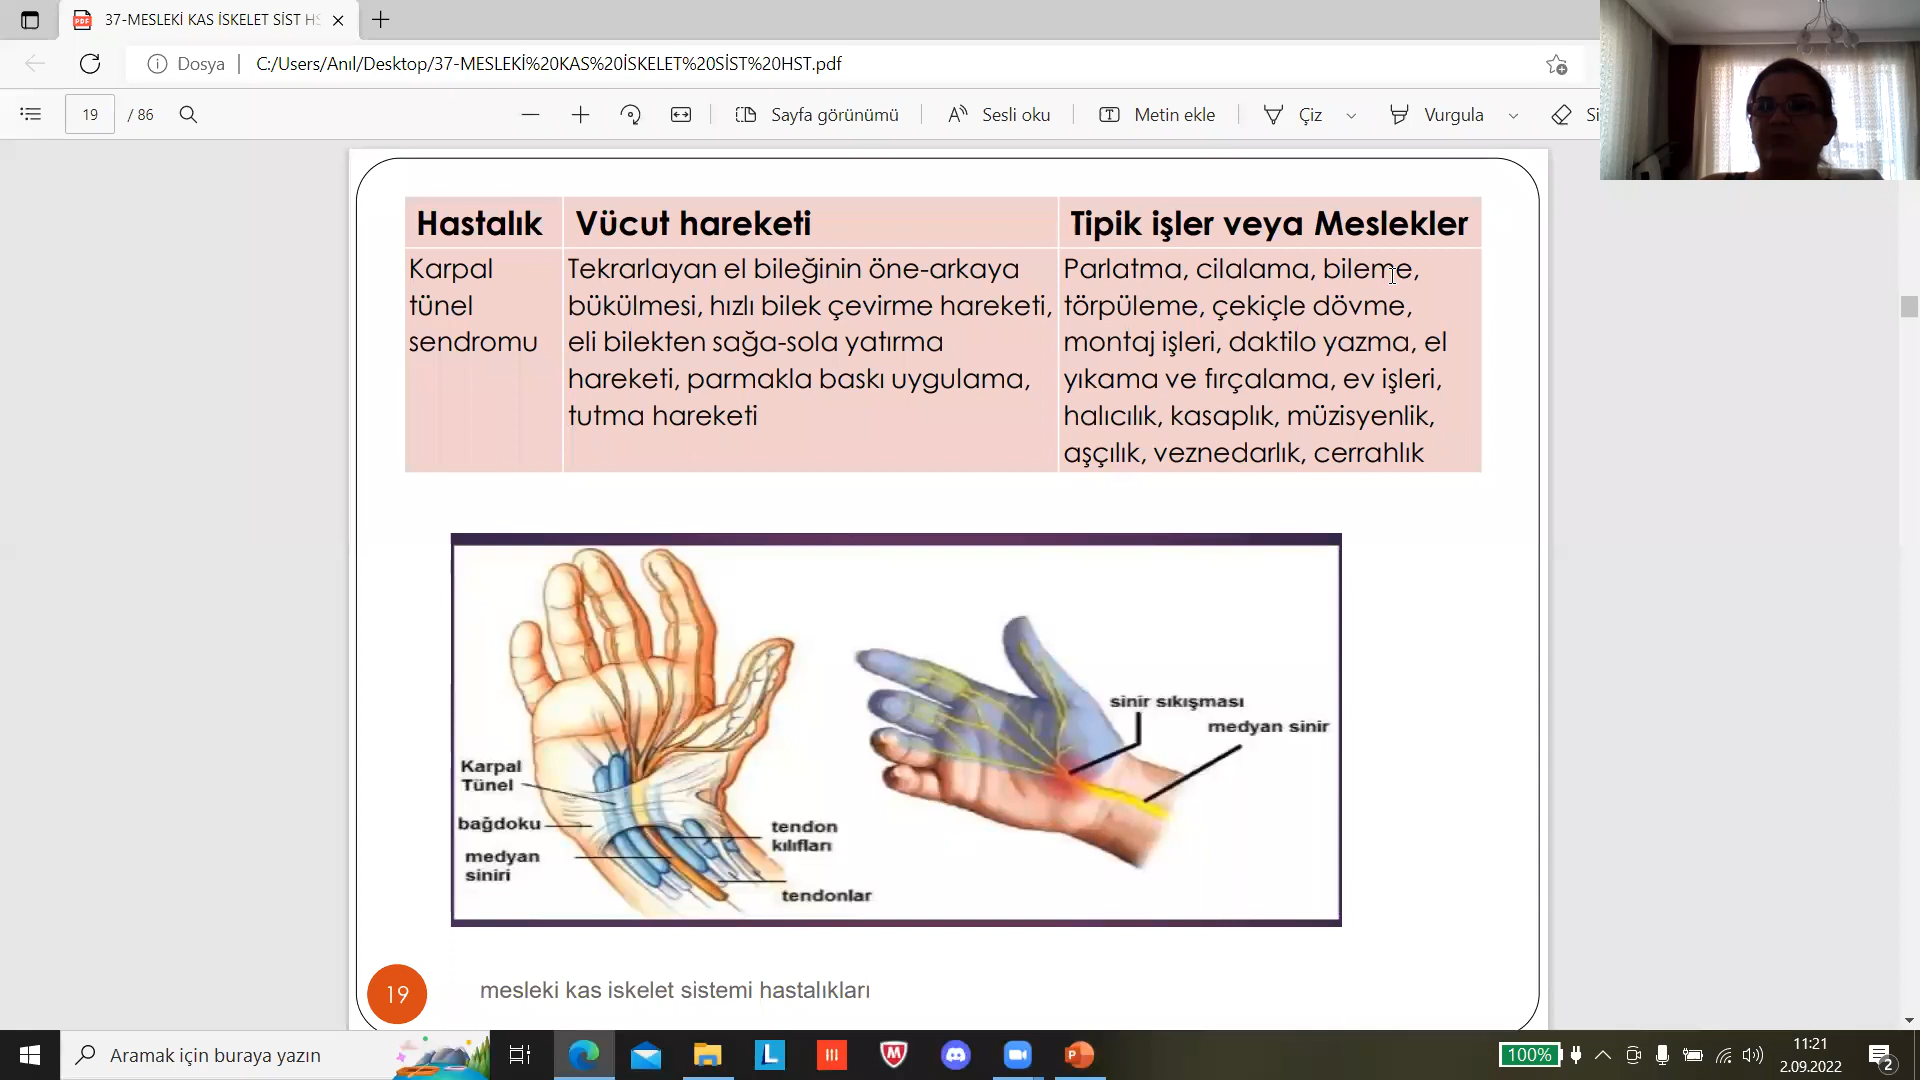 37-MESLEKİ KAS İSKELET SİST HS
Dosya
C:/Users/Anıl/Desktop/37-MESLEKİ%20KAS%20İSKELET%20SİST%20HST.pdf
19 / 86
Sayfa görünümü
Sesli oku
Metin ekle
Çiz
Vurgula
Si
Hastalık
Vücut hareketi
Tipik işler veya Meslekler
Karpal
tünel
sendromu
Tekrarlayan el bileğinin öne-arkaya
bükülmesi, hızlı bilek çevirme hareketi,
eli bilekten sağa-sola yatırma
hareketi, parmakla baskı uygulama,
tutma hareketi
Parlatma, cilalama, bileme,
törpüleme, çekiçle dövme,
montaj işleri, daktilo yazma, el
yıkama ve fırçalama, ev işleri,
halıcılık, kasaplık, müzisyenlik,
aşçılık, veznedarlık, cerrahlık
Karpal
Tünel
bağdoku
medyan
siniri
tendon
kılıfları
tendonlar
sinir sıkışması
medyan sinir
19
mesleki kas iskelet sistemi hastalıkları
Aramak için buraya yazın
100%
11:21
2.09.2022
2